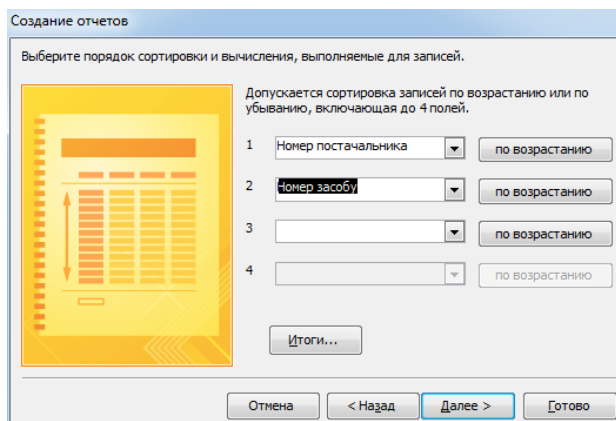 Создание отчетов
Выберите порядок сортировки и вычисления, выполняемые для записей.
Допускается сортировка записей по возрастанию или по
убыванию, включающая до 4 полей.
1 Номер постачальника по возрастанию
2 Номер засобу по возрастанию
3 по возрастанию
4 по возрастанию
Итоги...
Отмена < Назад Далее > Готово